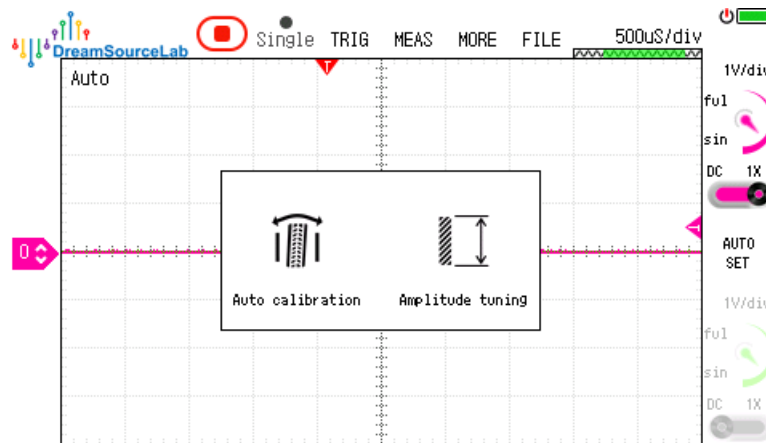 DreamSourceLab
Single TRIG MEAS MORE FILE 500uS/div
Auto
T
1V/div
ful
sin
DC 1X
0
T
AUTO
SET
Auto calibration Amplitude tuning
1V/div
ful
sin
DC 1X